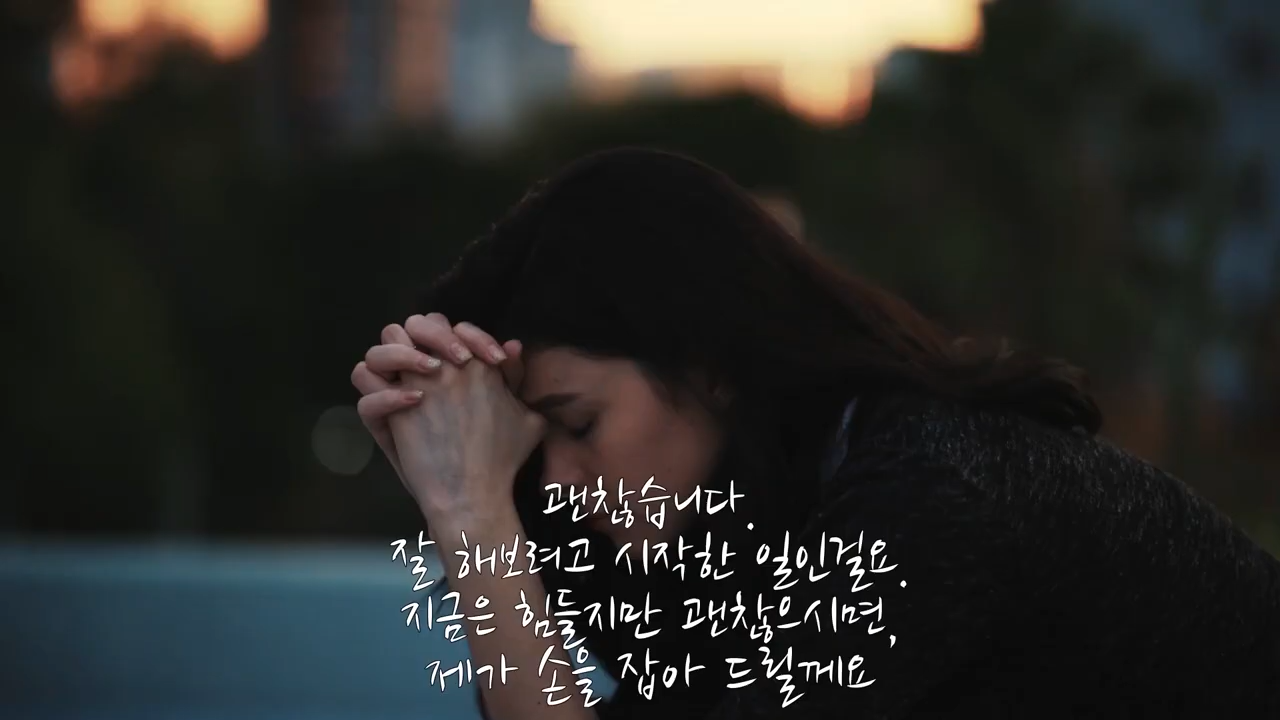 괜찮습니다.
잘 해보려고 시작한 일인걸요.
지금은 힘들지만 괜찮으시면,
제가 손을 잡아 드릴께요